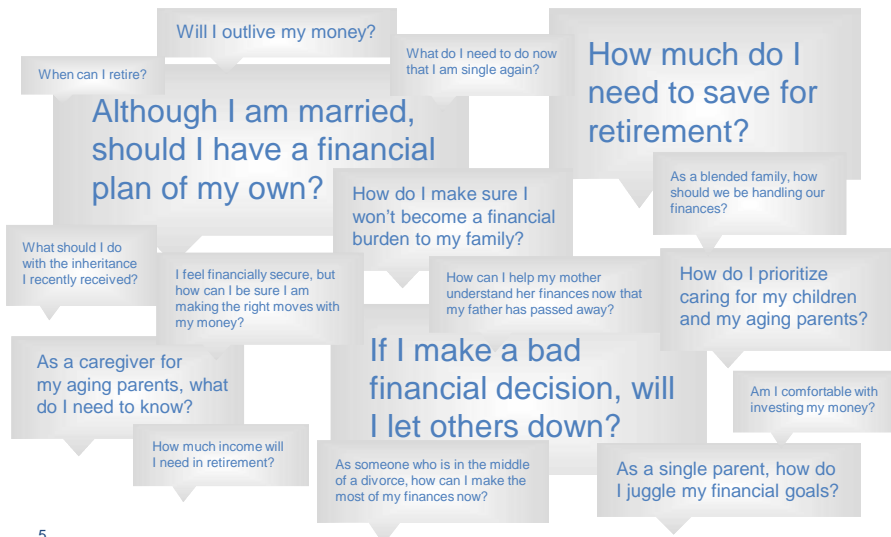 Will I outlive my money?
What do I need to do now
that I am single again?
How much do I
need to save for
retirement?
When can I retire?
Although I am married,
should I have a financial
plan of my own?
As a blended family, how
should we be handling our
finances?
How do I make sure I
won’t become a financial
burden to my family?
What should I do
with the inheritance
I recently received?
I feel financially secure, but
how can I be sure I am
making the right moves with
my money?
How can I help my mother
understand her finances now that
my father has passed away?
How do I prioritize
caring for my children
and my aging parents?
As a caregiver for
my aging parents, what
do I need to know?
If I make a bad
financial decision, will
I let others down?
Am I comfortable with
investing my money?
How much income will
I need in retirement?
As someone who is in the middle
of a divorce, how can I make the
most of my finances now?
As a single parent, how do
I juggle my financial goals?
5